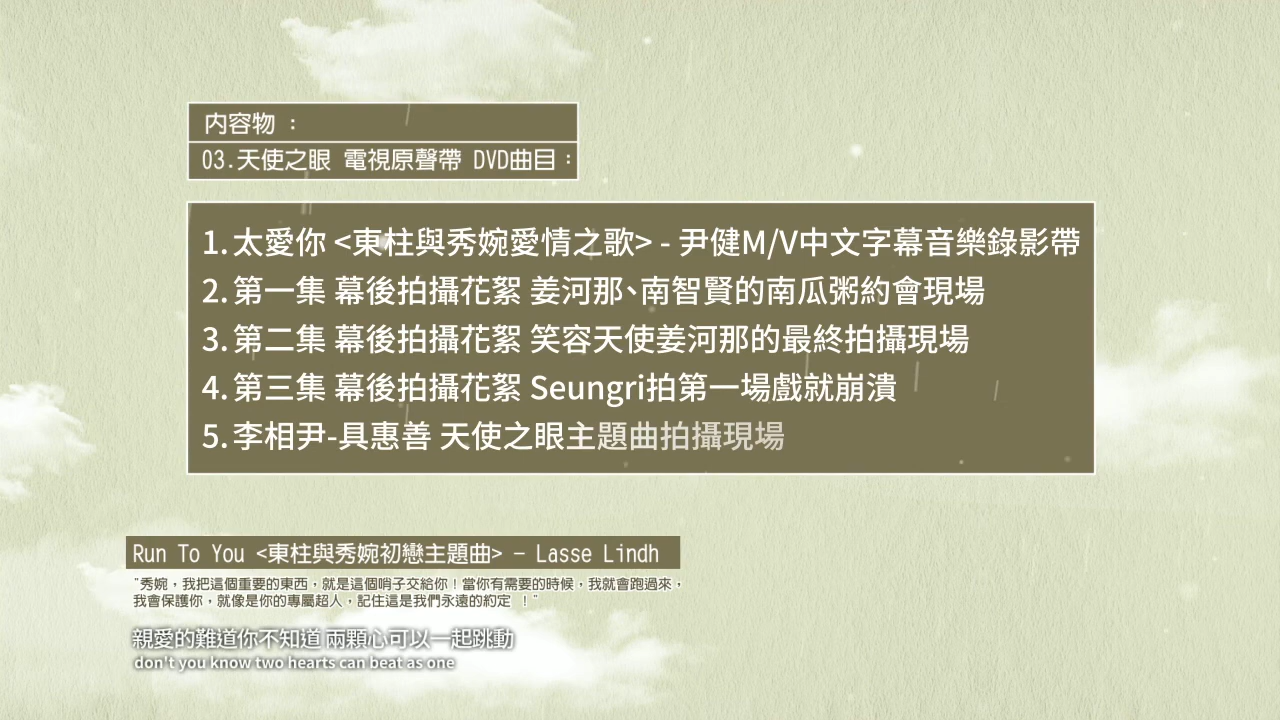 内容物 ：
03.天使之眼 電視原聲帶 DVD曲目：
1. 太愛你 <東柱與秀婉愛情之歌> - 尹健M/V中文字幕音樂錄影帶
2. 第一集 幕後拍攝花絮 姜河那、南智賢的南瓜粥約會現場
3. 第二集 幕後拍攝花絮 笑容天使姜河那的最終拍攝現場
4. 第三集 幕後拍攝花絮 Seungri拍第一場戲就崩潰
5. 李相尹-具惠善 天使之眼主題曲拍攝現場
Run To You <東柱與秀婉初戀主題曲> - Lasse Lindh
"秀婉，我把這個重要的東西，就是這個哨子交給你！當你有需要的時候，我就會跑過來，
我會保護你，就像是你的專屬超人，記住這是我們永遠的約定 ！"
親愛的難道你不知道 兩顆心可以一起跳動
don't you know two hearts can beat as one